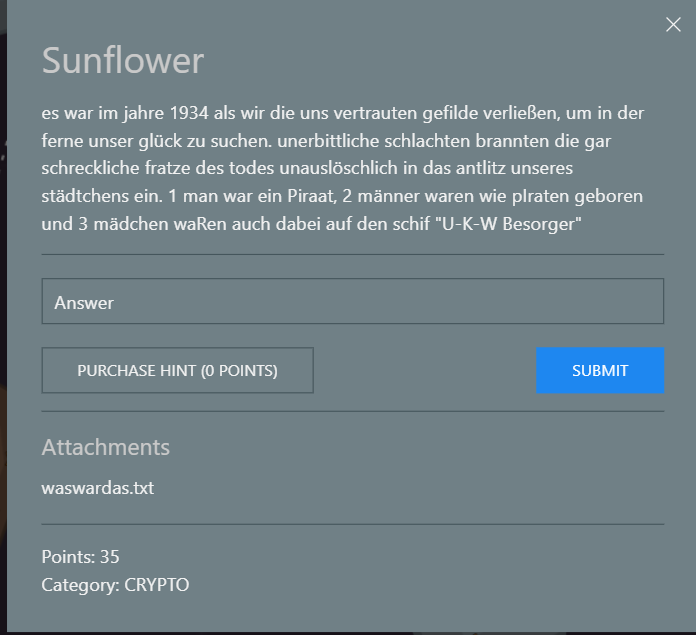 Sunflower
es war im jahre 1934 als wir die uns vertrauten gefilde verließen, um in der
ferne unser glück zu suchen. unerbittliche schlachten brannten die gar
schreckliche fratze des todes unauslöschlich in das antlitz unseres
städtchens ein. 1 man war ein Piraat, 2 männer waren wie pIraten geboren
und 3 mädchen waRen auch dabei auf den schif "U-K-W Besorger"
Answer
PURCHASE HINT (0 POINTS)
SUBMIT
Attachments
waswardas.txt
Points: 35
Category: CRYPTO